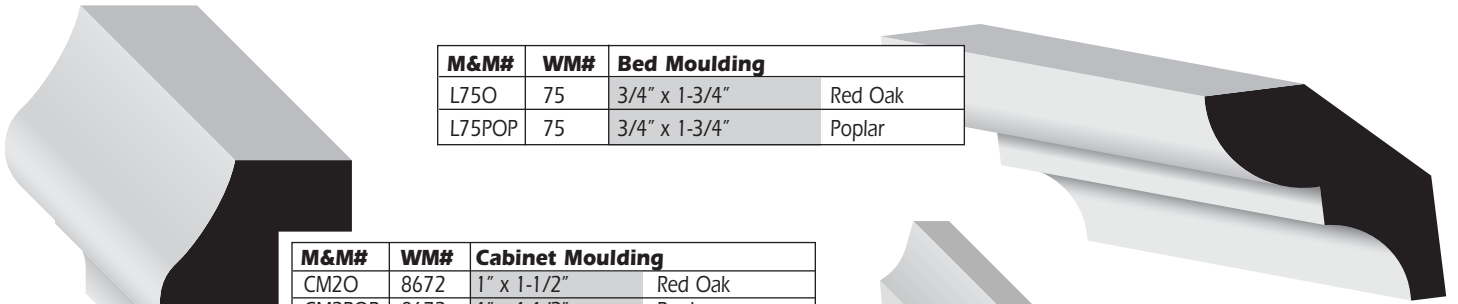 M&M# WM# Bed Moulding
L75O 75 3/4" x 1-3/4" Red Oak
L75POP 75 3/4" x 1-3/4" Poplar
M&M# WM# Cabinet Moulding
CM2O 8672 1" x 1-1/2" Red Oak